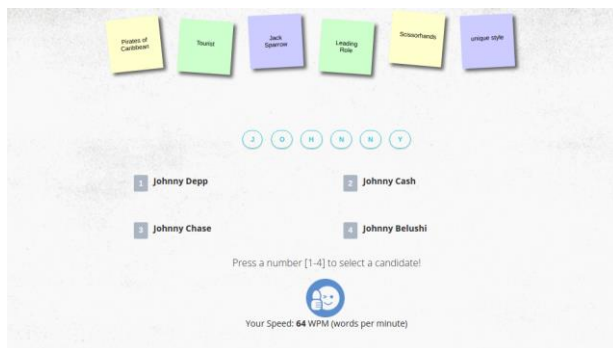 Pirates of
Caribbean
Tourist
Jack
Sparrow
Leading
Role
Scissorhands
unique style
J O H N N Y
1 Johnny Depp
2 Johnny Cash
3 Johnny Chase
4 Johnny Belushi
Press a number [1-4] to select a candidate!
Your Speed: 64 WPM (words per minute)